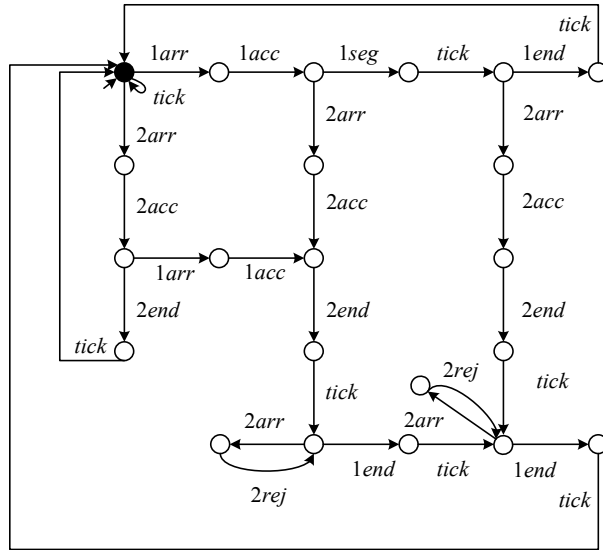 tick
1arr 1acc 1seg tick 1end
tick
2arr 2arr 2arr
2acc 2acc 2acc
1arr 1acc
2end 2end 2end
tick
tick tick
2rej
2arr 2arr
1end tick 1end
2rej tick